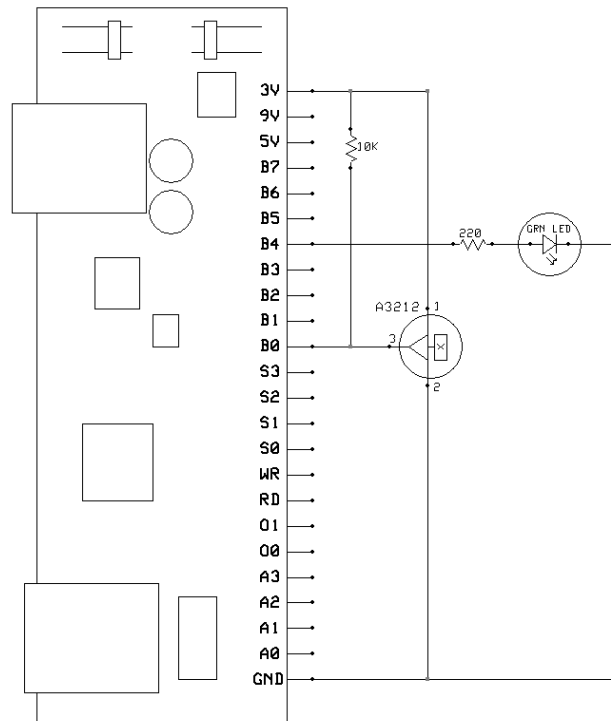 3V
9V
5V
10K
B7
B6
B5
GRN LED
B4
220
B3
B2
A3212
1
B1
3
B0
X
S3
2
S2
S1
S0
WR
RD
O1
O0
A3
A2
A1
A0
GND